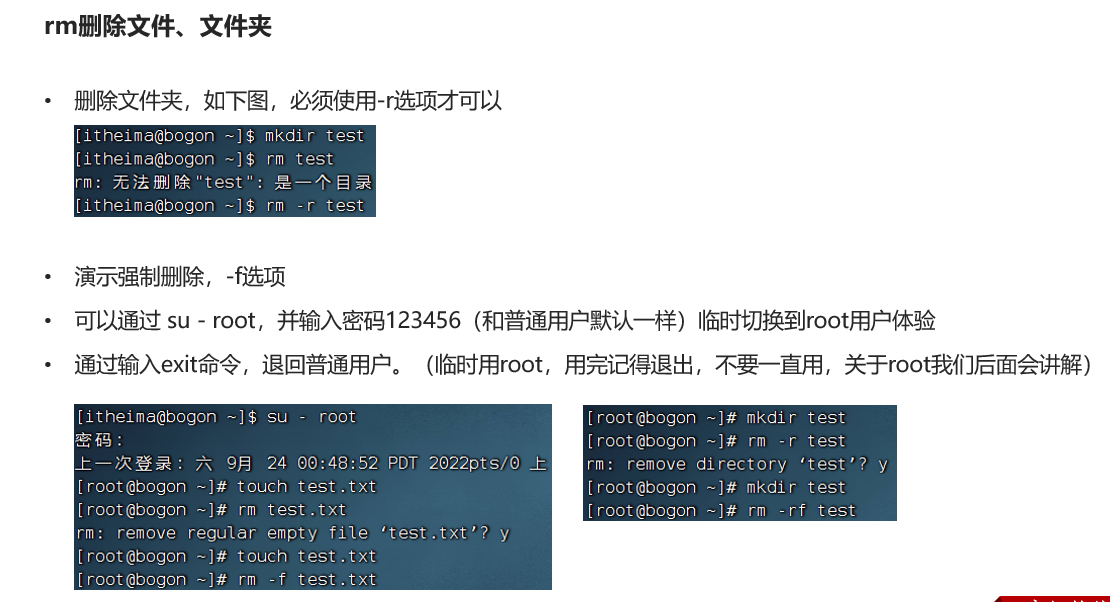 rm删除文件、文件夹
• 删除文件夹，如下图，必须使用-r选项才可以
[itheima@bogon ~]$ mkdir test
[itheima@bogon ~]$ rm test
rm: 无法删除"test": 是一个目录
[itheima@bogon ~]$ rm -r test
• 演示强制删除，-f选项
• 可以通过 su - root，并输入密码123456（和普通用户默认一样）临时切换到root用户体验
• 通过输入exit命令，退回普通用户。（临时用root，用完记得退出，不要一直用，关于root我们后面会讲解）
[itheima@bogon ~]$ su - root
密码：
上一次登录：六 9月 24 00:48:52 PDT 2022pts/0 上
[root@bogon ~]# touch test.txt
[root@bogon ~]# rm test.txt
rm: remove regular empty file ‘test.txt’? y
[root@bogon ~]# touch test.txt
[root@bogon ~]# rm -f test.txt
[root@bogon ~]# mkdir test
[root@bogon ~]# rm -r test
rm: remove directory ‘test’? y
[root@bogon ~]# mkdir test
[root@bogon ~]# rm -rf test